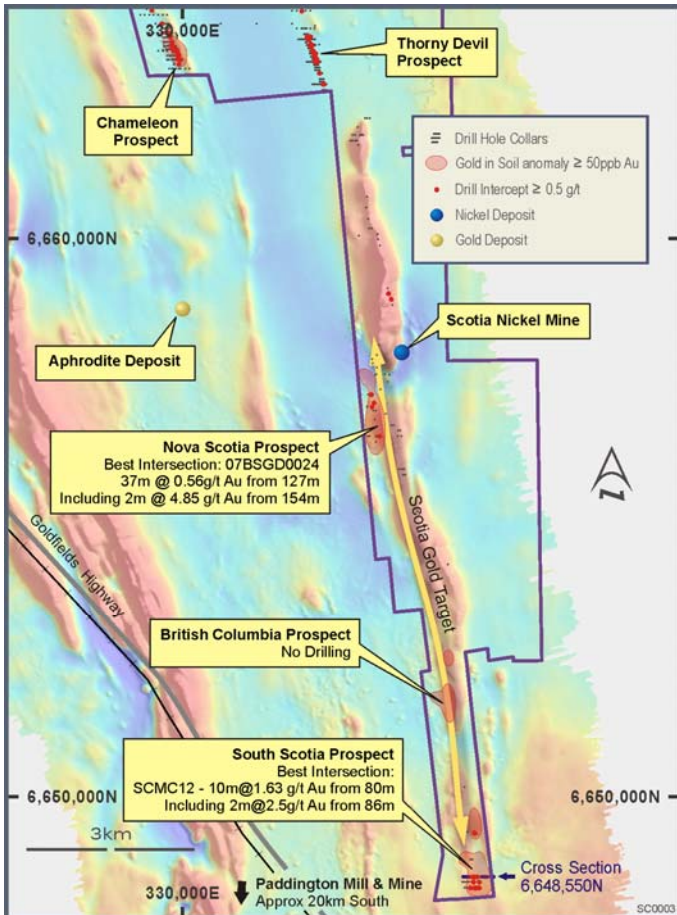 330,000E
Thorny Devil
Prospect
Chameleon
Prospect
Drill Hole Collars
Gold in Soil anomaly ≥ 50ppb Au
Drill Intercept ≥ 0.5 g/t
Nickel Deposit
Gold Deposit
6,660,000N
Scotia Nickel Mine
Aphrodite Deposit
Nova Scotia Prospect
Best Intersection: 07BSGD0024
37m @ 0.56g/t Au from 127m
Including 2m @ 4.85 g/t Au from 154m
N
Goldfields Highway
Scotia Gold Target
British Columbia Prospect
No Drilling
South Scotia Prospect
Best Intersection:
SCMC12 - 10m@1.63 g/t Au from 80m
Including 2m@2.5g/t Au from 86m
6,650,000N
6,650,000N
3km
Cross Section
6,648,550N
330,000E
Paddington Mill & Mine
Approx 20km South
SC0003